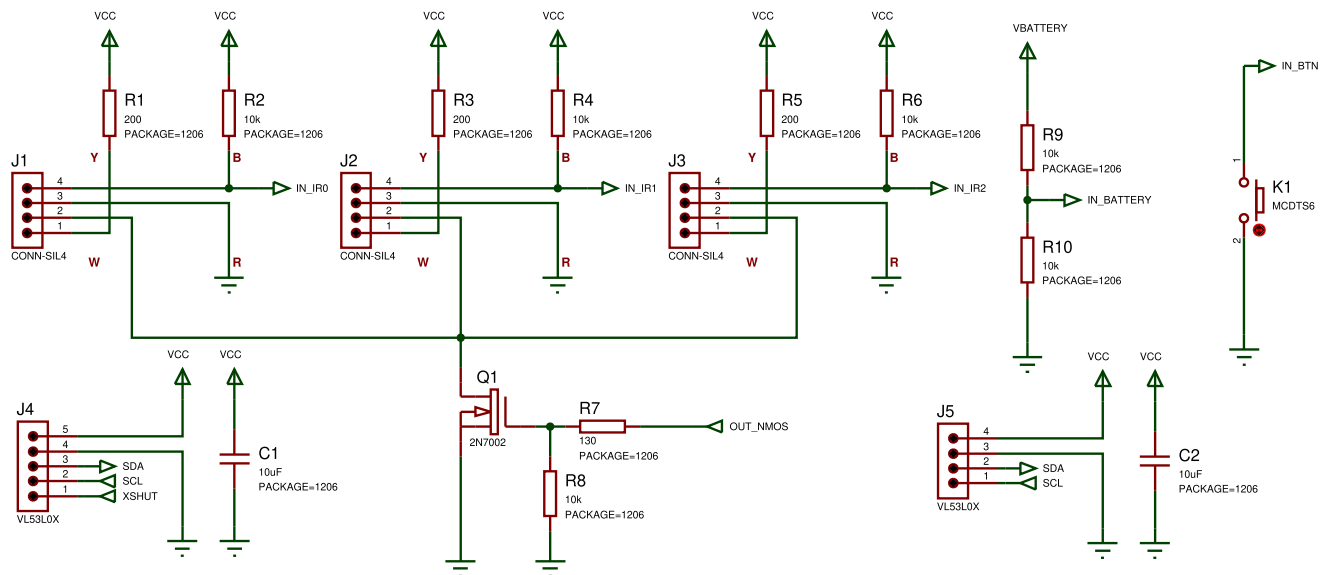 VCC
VCC
VCC
VCC
VCC
VCC
VBATTERY
IN_BTN
R1
200
PACKAGE=1206
R2
10k
PACKAGE=1206
R3
200
PACKAGE=1206
R4
10k
PACKAGE=1206
R5
200
PACKAGE=1206
R6
10k
PACKAGE=1206
R9
10k
PACKAGE=1206
J1
Y
B
4
3
2
1
IN_IR0
CONN-SIL4
W
R
J2
Y
B
4
3
2
1
IN_IR1
CONN-SIL4
W
R
J3
Y
B
4
3
2
1
IN_IR2
CONN-SIL4
W
R
IN_BATTERY
R10
10k
PACKAGE=1206
1
K1
MCDTS6
2
VCC
VCC
J4
5
4
3
2
1
SDA
SCL
XSHUT
VL53L0X
C1
10uF
PACKAGE=1206
Q1
2N7002
R7
130
PACKAGE=1206
OUT_NMOS
R8
10k
PACKAGE=1206
VCC
VCC
J5
4
3
2
1
SDA
SCL
VL53L0X
C2
10uF
PACKAGE=1206